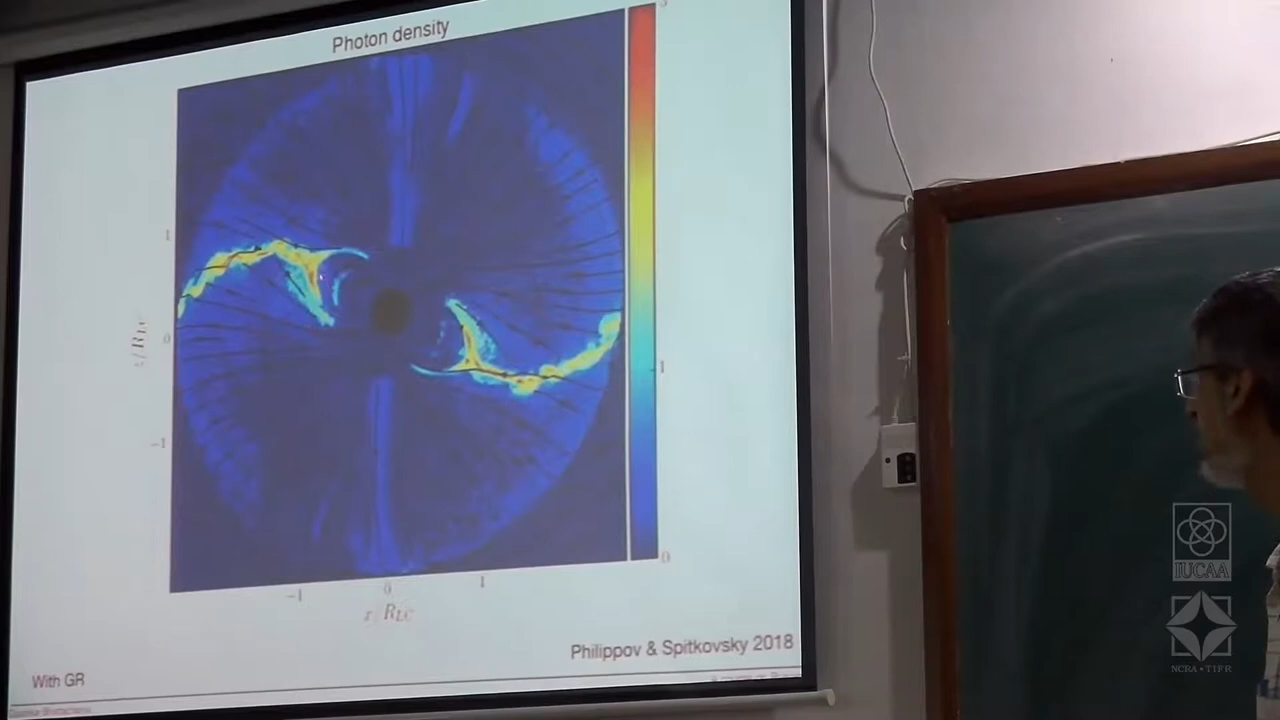 Photon density
1
0
-1
z/R_LC
-1
0
1
x/R_LC
1
0
Philippov & Spitkovsky 2018
With GR
IUCAA
NCRA • TIFR